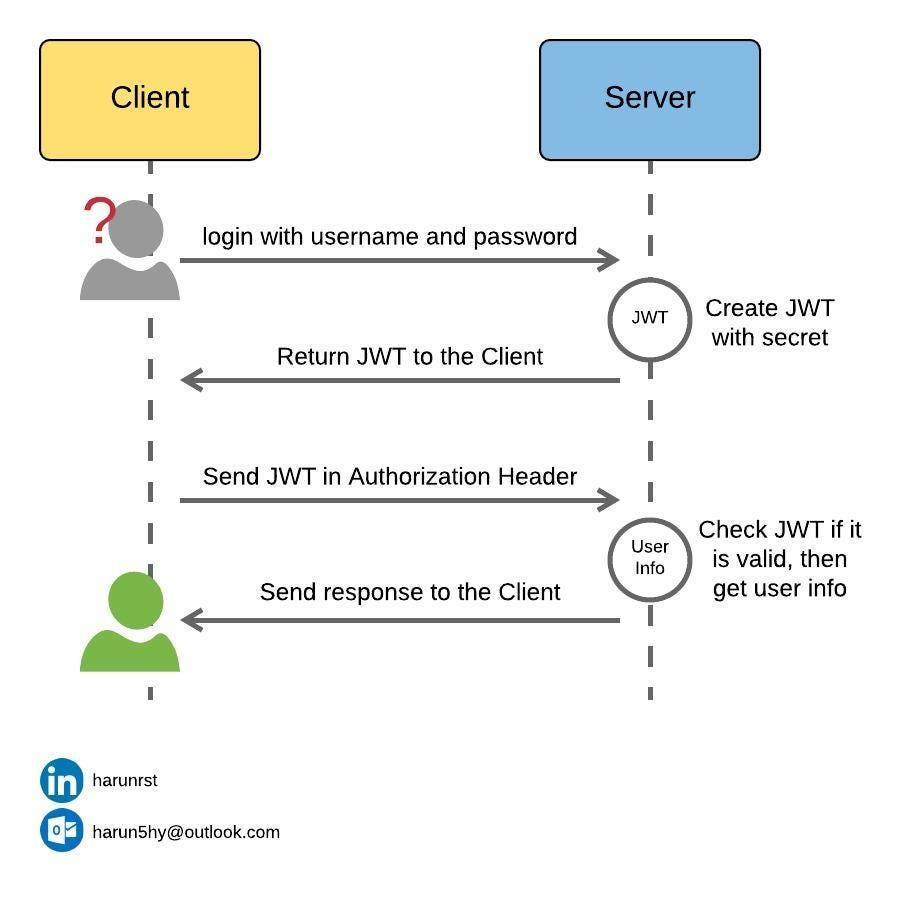 Client
Server
?
login with username and password
JWT
Create JWT
with secret
Return JWT to the Client
Send JWT in Authorization Header
User
Info
Check JWT if it
is valid, then
get user info
Send response to the Client
in
harunrst
0
harun5hy@outlook.com